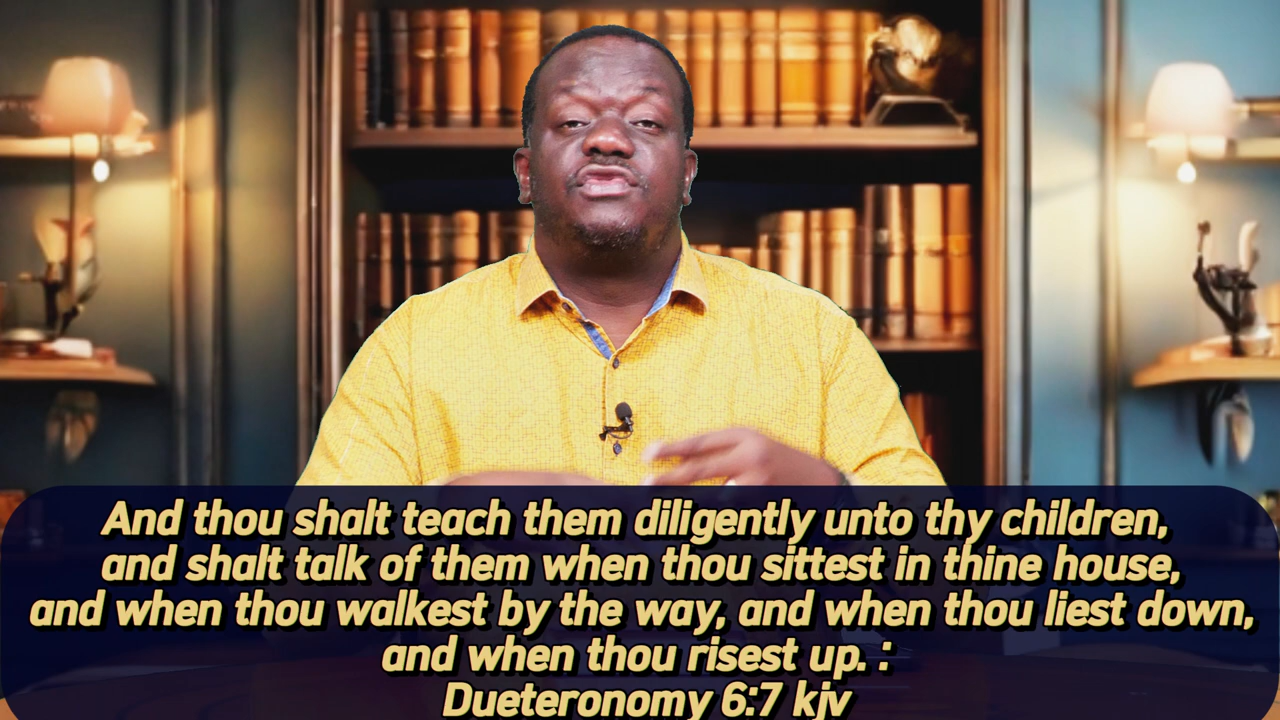 And thou shalt teach them diligently unto thy children,
and shalt talk of them when thou sittest in thine house,
and when thou walkest by the way, and when thou liest down,
and when thou risest up. :
Dueteronomy 6:7 kjv